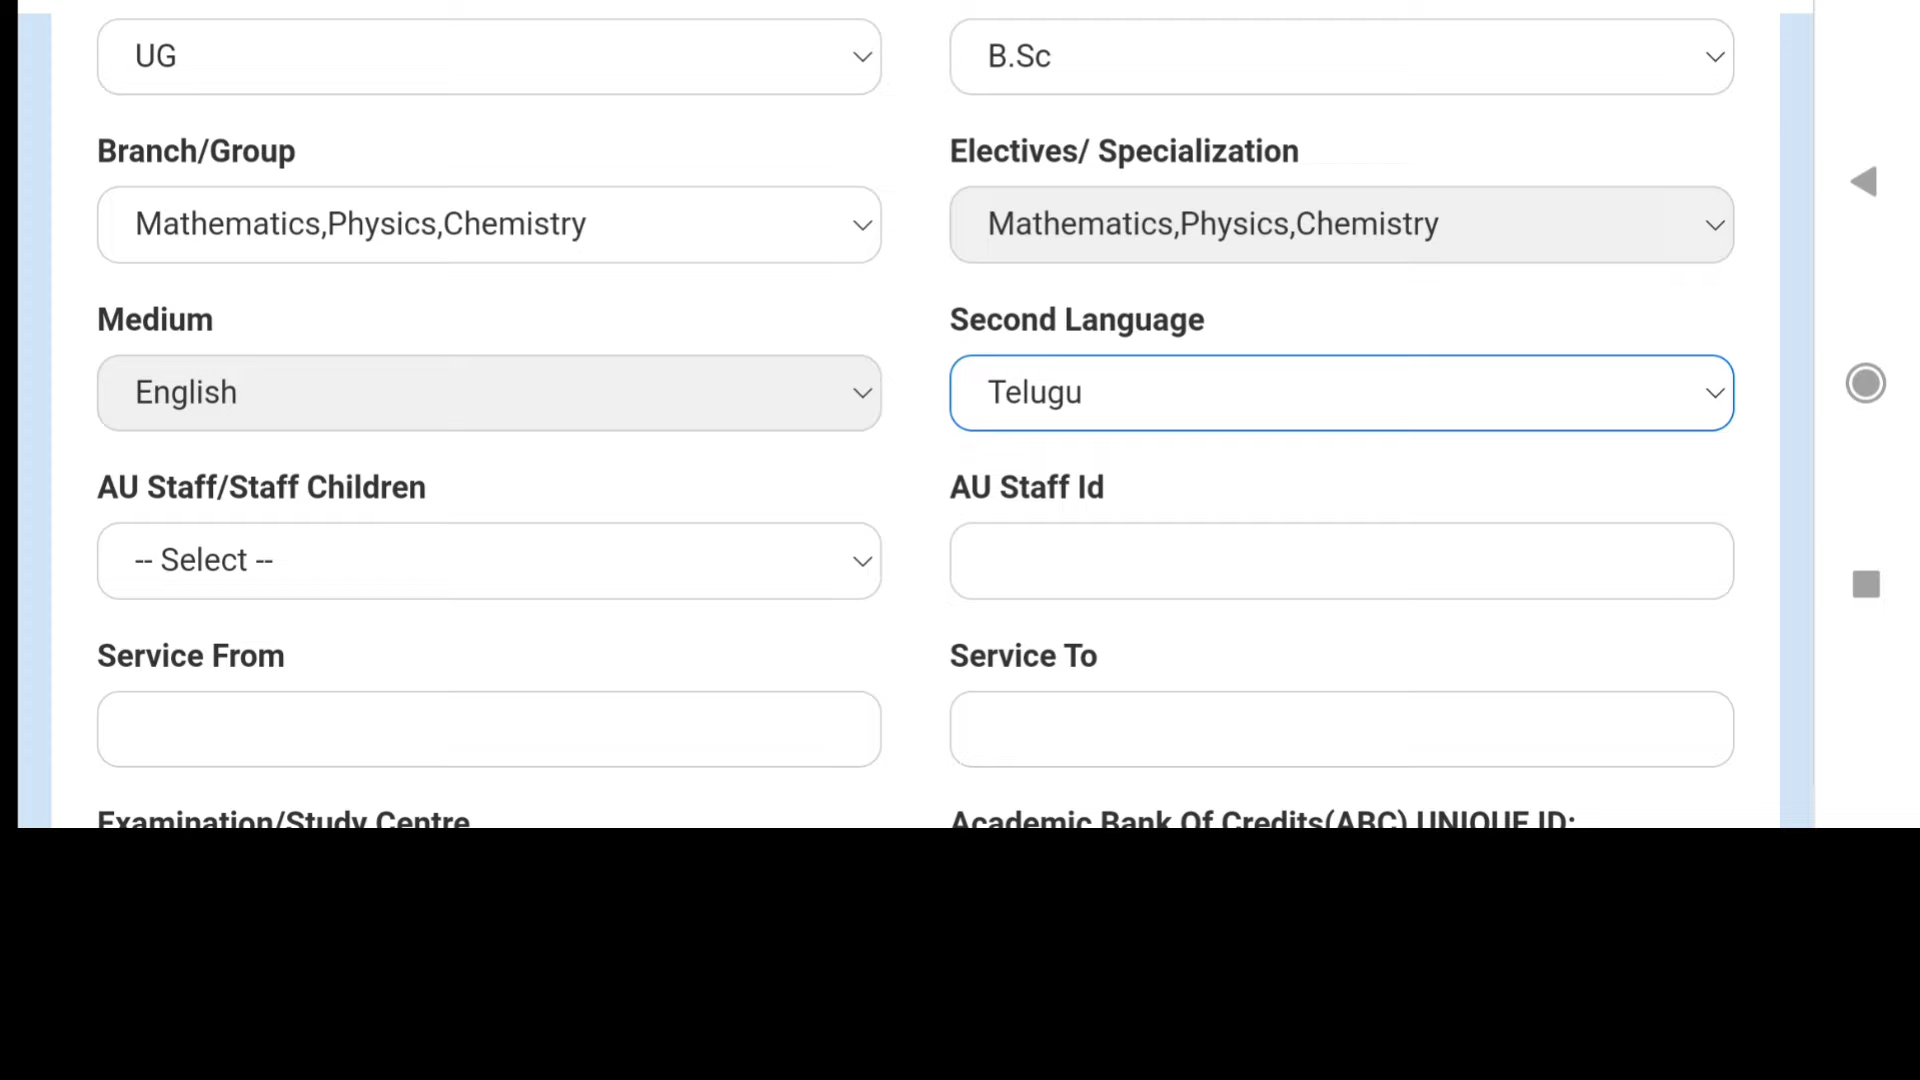 UG
B.Sc
Branch/Group
Electives/ Specialization
Mathematics,Physics,Chemistry
Mathematics,Physics,Chemistry
Medium
Second Language
English
Telugu
AU Staff/Staff Children
AU Staff Id
-- Select --
Service From
Service To
Examination/Study Centre
Academic Bank Of Credits(ABC) UNIQUE ID: